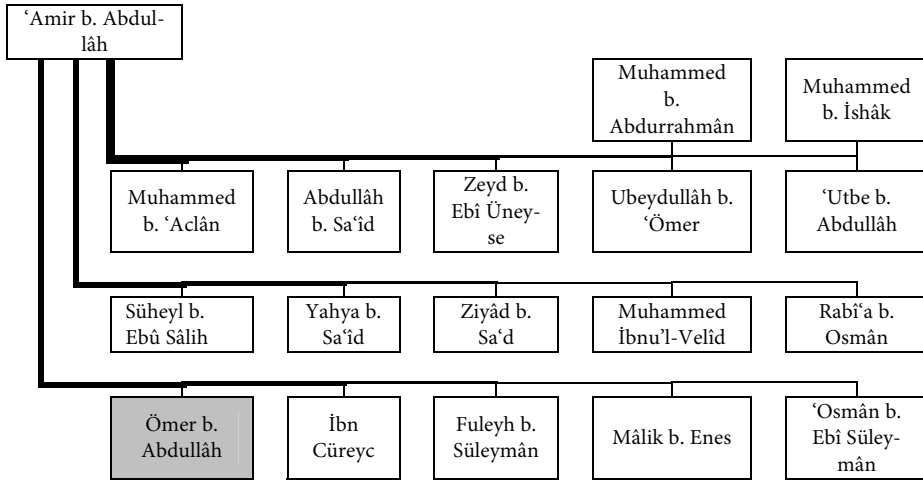 ‘Amir b. Abdul-
lâh
Muhammed
b.
Abdurrahmân
Muhammed
b. İshâk
Muhammed
b. ‘Aclân
Abdullâh
b. Sa‘îd
Zeyd b.
Ebî Üney-
se
Ubeydullâh b.
‘Ömer
‘Utbe b.
Abdullâh
Süheyl b.
Ebû Sâlih
Yahya b.
Sa‘îd
Ziyâd b.
Sa‘d
Muhammed
İbnu’l-Velîd
Rabî‘a b.
Osmân
Ömer b.
Abdullâh
İbn
Cüreyc
Fuleyh b.
Süleymân
Mâlik b. Enes
‘Osmân b.
Ebî Süley-
mân